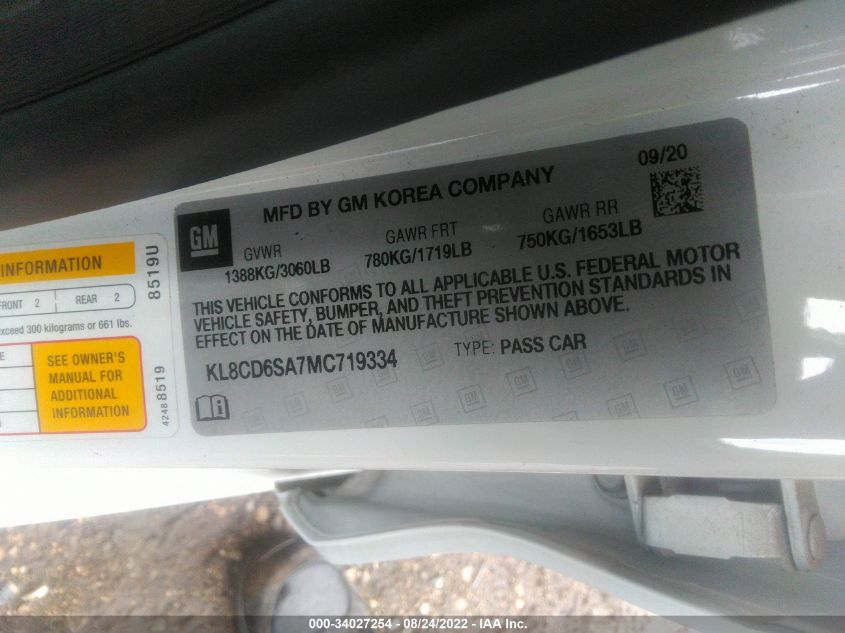 09/20
MFD BY GM KOREA COMPANY
GM
GVWR GAWR FRT GAWR RR
1388KG/3060LB 780KG/1719LB 750KG/1653LB
THIS VEHICLE CONFORMS TO ALL APPLICABLE U.S. FEDERAL MOTOR
VEHICLE SAFETY, BUMPER, AND THEFT PREVENTION STANDARDS IN
EFFECT ON THE DATE OF MANUFACTURE SHOWN ABOVE.
KL8CD6SA7MC719334 TYPE: PASS CAR
INFORMATION
FRONT 2 REAR 2
exceed 300 kilograms or 661 lbs.
SEE OWNER'S
MANUAL FOR
ADDITIONAL
INFORMATION
8519U
42488519
000-34027254 - 08/24/2022 - IAA Inc.